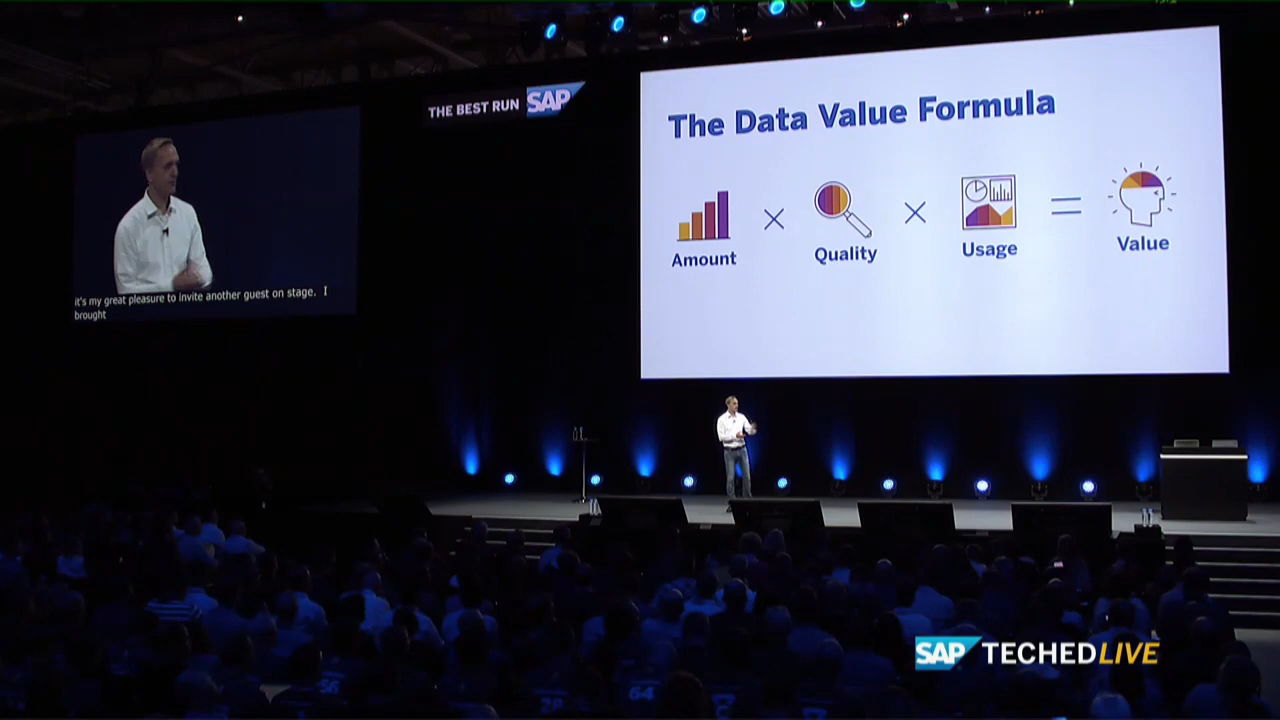 THE BEST RUN SAP
The Data Value Formula
Amount × Quality × Usage = Value
it's my great pleasure to invite another guest on stage. I
brought
64
SAP TECHED LIVE